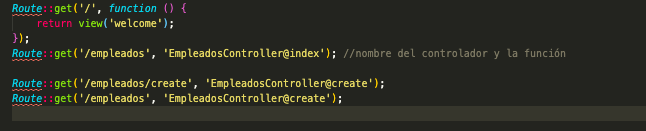 Route::get('/', function () {
    return view('welcome');
});
Route::get('/empleados', 'EmpleadosController@index'); //nombre del controlador y la función

Route::get('/empleados/create', 'EmpleadosController@create');
Route::get('/empleados', 'EmpleadosController@create');